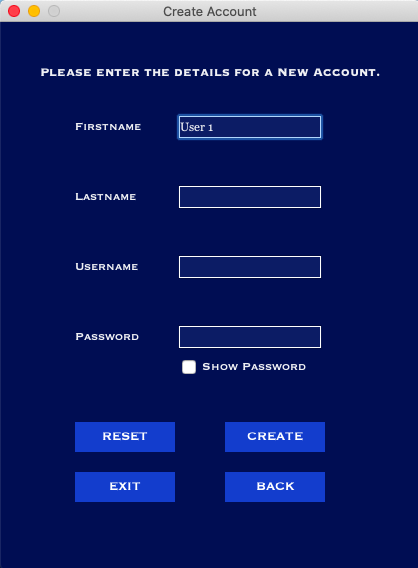 Create Account
Please enter the details for a New Account.
Firstname
User 1
Lastname
Username
Password
Show Password
RESET
CREATE
EXIT
BACK